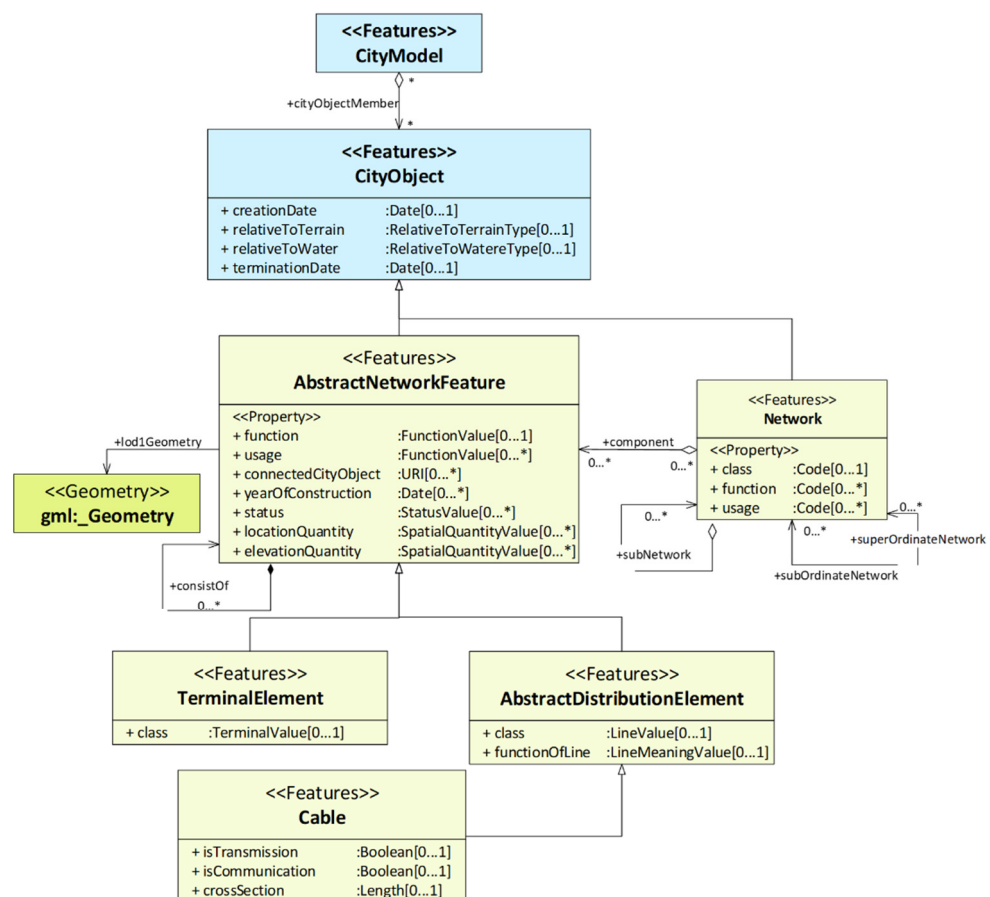 <<Features>>
CityModel
*
+cityObjectMember
*
<<Features>>
CityObject
+ creationDate :Date[0...1]
+ relativeToTerrain :RelativeToTerrainType[0...1]
+ relativeToWater :RelativeToWatereType[0...1]
+ terminationDate :Date[0...1]
<<Features>>
AbstractNetworkFeature
<<Property>>
+ function :FunctionValue[0...1]
+ usage :FunctionValue[0...*]
+ connectedCityObject :URI[0...*]
+ yearOfConstruction :Date[0...*]
+ status :StatusValue[0...*]
+ locationQuantity :SpatialQuantityValue[0...*]
+ elevationQuantity :SpatialQuantityValue[0...*]
+lod1Geometry
<<Geometry>>
gml:_Geometry
+consistOf
0...*
+component
0...*
0...*
<<Features>>
Network
<<Property>>
+ class :Code[0...1]
+ function :Code[0...*]
+ usage :Code[0...*]
0...*
+subNetwork
0...*
+subOrdinateNetwork
0...*
+superOrdinateNetwork
<<Features>>
TerminalElement
+ class :TerminalValue[0...1]
<<Features>>
AbstractDistributionElement
+ class :LineValue[0...1]
+ functionOfLine :LineMeaningValue[0...1]
<<Features>>
Cable
+ isTransmission :Boolean[0...1]
+ isCommunication :Boolean[0...1]
+ crossSection :Length[0...1]